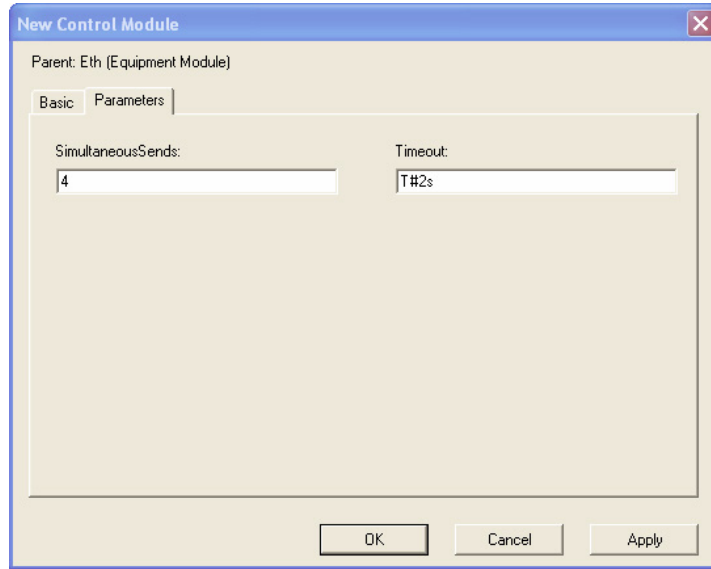 New Control Module
Parent: Eth (Equipment Module)
Basic Parameters
SimultaneousSends: Timeout:
4 T#2s
OK Cancel Apply